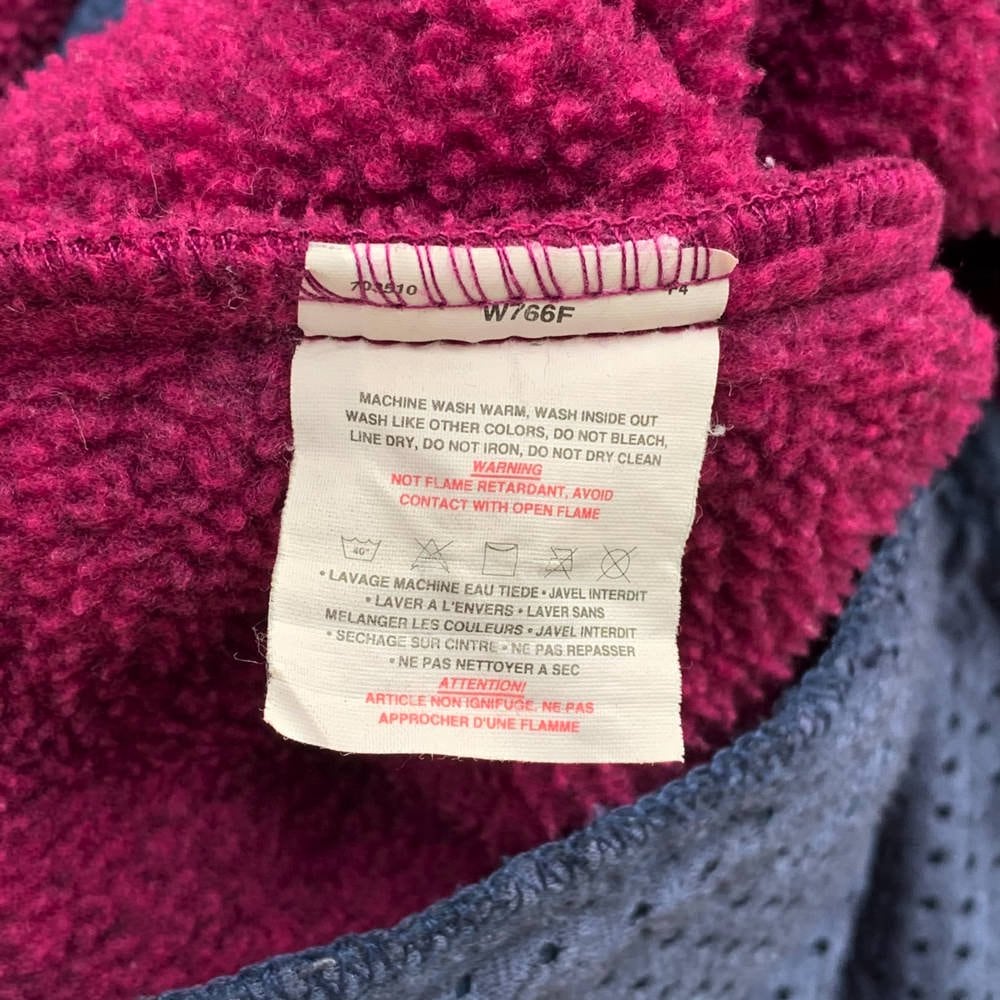 703510 F4
W766F
MACHINE WASH WARM, WASH INSIDE OUT
WASH LIKE OTHER COLORS, DO NOT BLEACH,
LINE DRY, DO NOT IRON, DO NOT DRY CLEAN
WARNING
NOT FLAME RETARDANT, AVOID
CONTACT WITH OPEN FLAME
40°
• LAVAGE MACHINE EAU TIEDE • JAVEL INTERDIT
• LAVER A L'ENVERS • LAVER SANS
MELANGER LES COULEURS • JAVEL INTERDIT
• SECHAGE SUR CINTRE • NE PAS REPASSER
• NE PAS NETTOYER A SEC
ATTENTION!
ARTICLE NON IGNIFUGE, NE PAS
APPROCHER D'UNE FLAMME